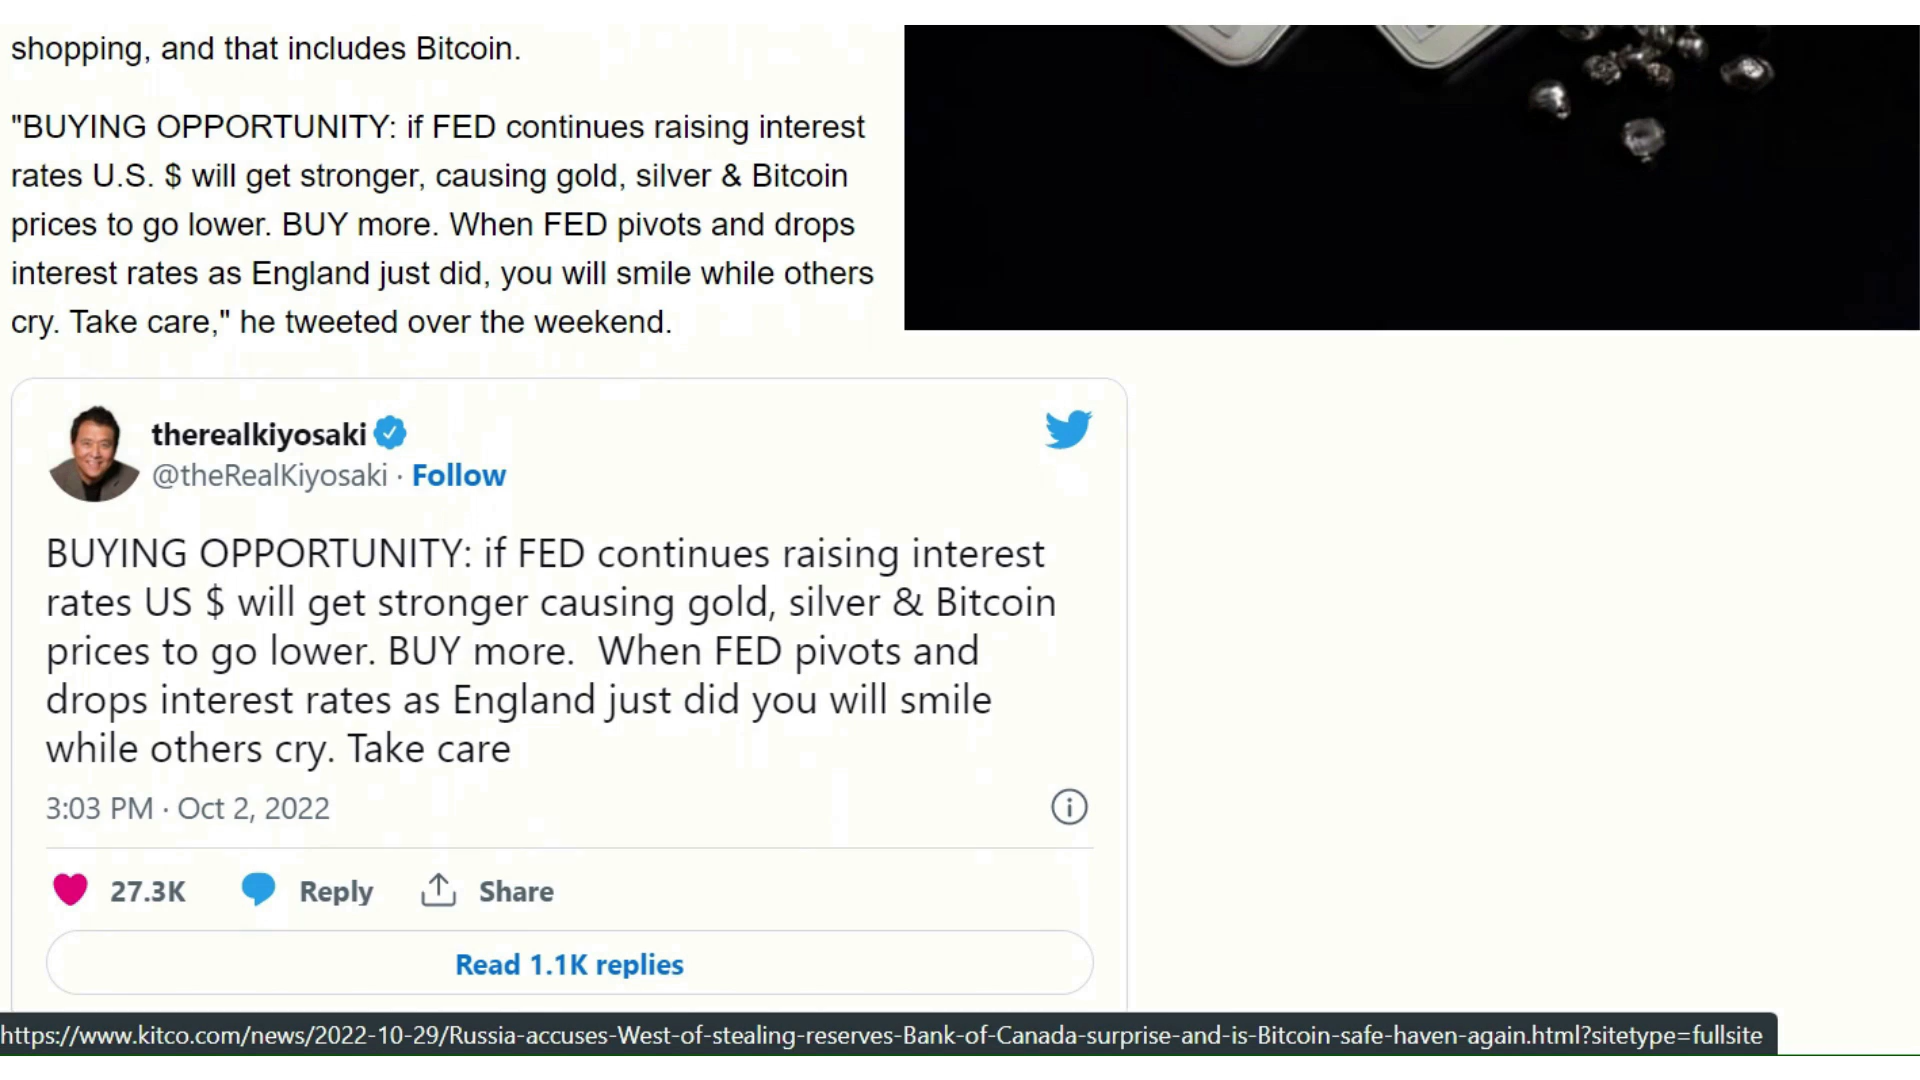 shopping, and that includes Bitcoin.
"BUYING OPPORTUNITY: if FED continues raising interest
rates U.S. $ will get stronger, causing gold, silver & Bitcoin
prices to go lower. BUY more. When FED pivots and drops
interest rates as England just did, you will smile while others
cry. Take care," he tweeted over the weekend.
therealkiyosaki
@theRealKiyosaki · Follow
BUYING OPPORTUNITY: if FED continues raising interest
rates US $ will get stronger causing gold, silver & Bitcoin
prices to go lower. BUY more.  When FED pivots and
drops interest rates as England just did you will smile
while others cry. Take care
3:03 PM · Oct 2, 2022
27.3K Reply Share
Read 1.1K replies
https://www.kitco.com/news/2022-10-29/Russia-accuses-West-of-stealing-reserves-Bank-of-Canada-surprise-and-is-Bitcoin-safe-haven-again.html?sitetype=fullsite